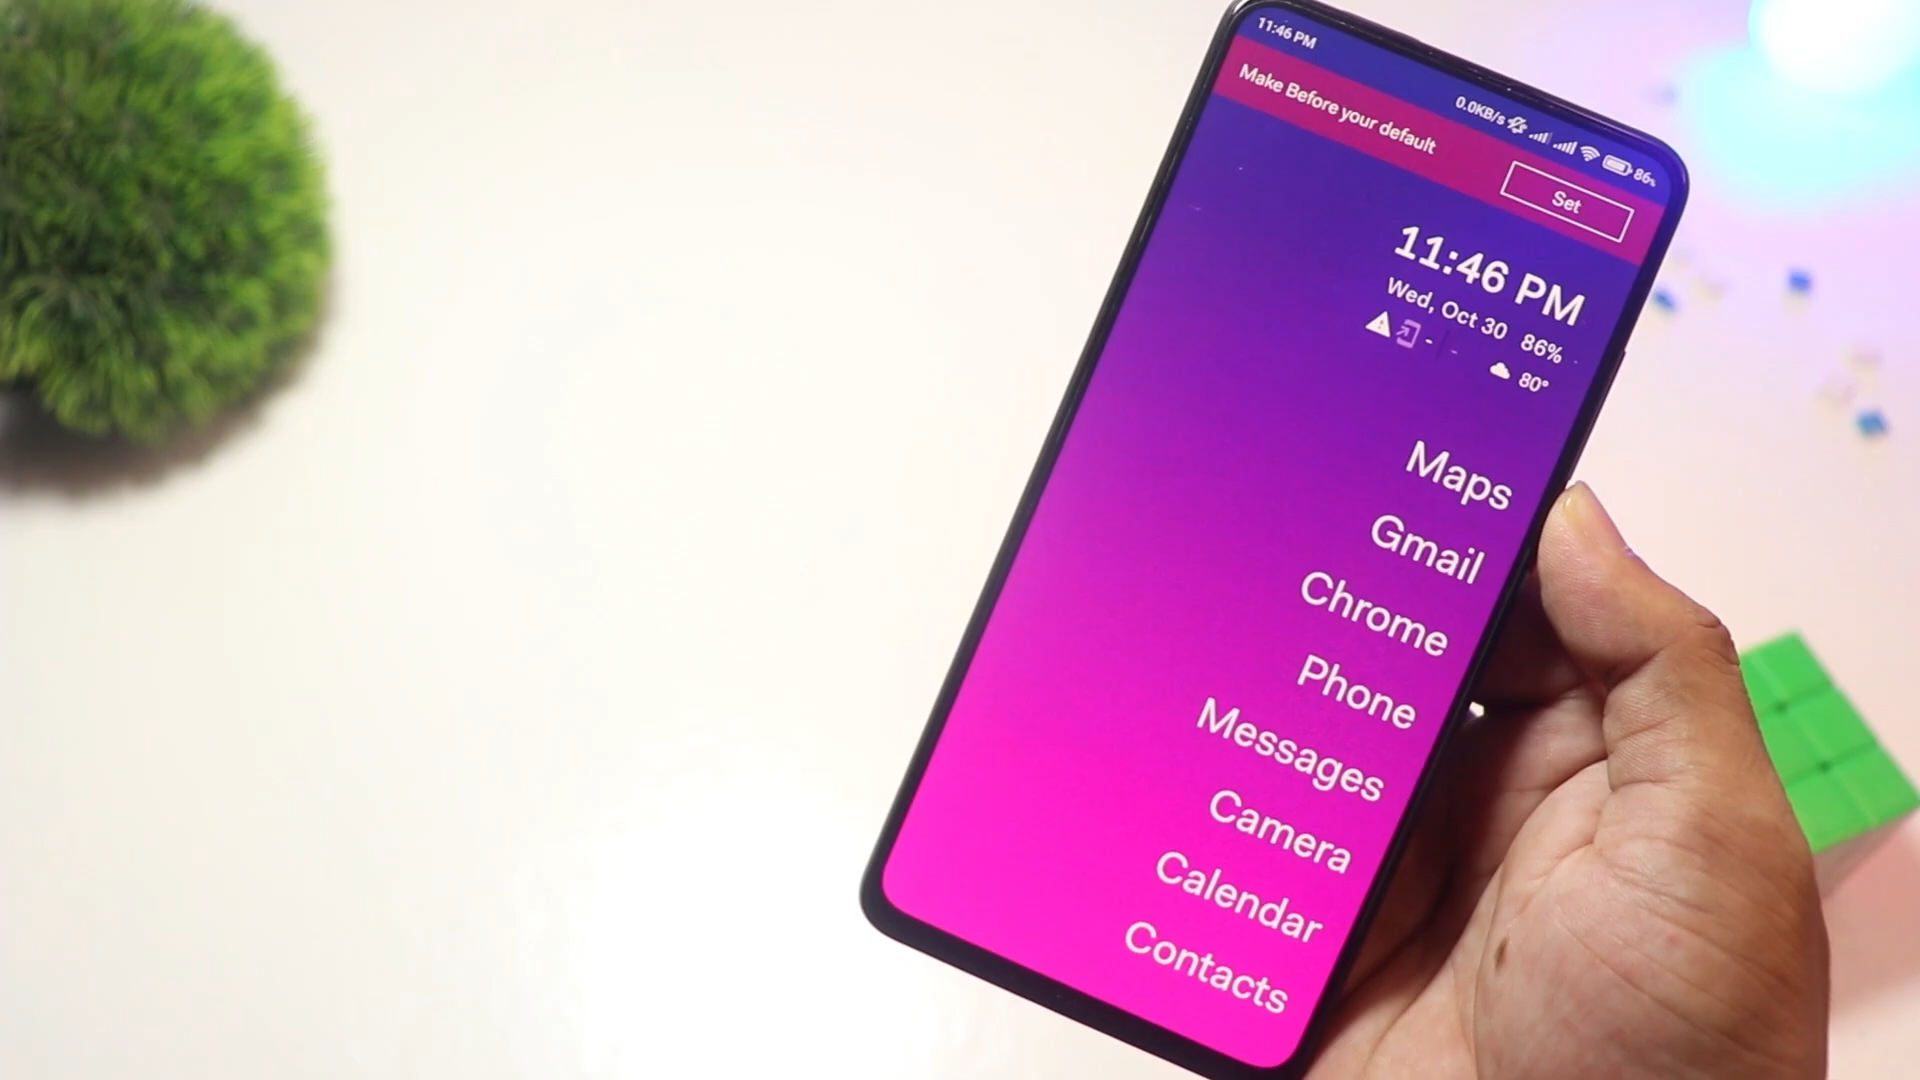 11:46 PM
0.0KB/s 86%
Make Before your default
Set
11:46 PM
Wed, Oct 30 86%
- - 80°
Maps
Gmail
Chrome
Phone
Messages
Camera
Calendar
Contacts